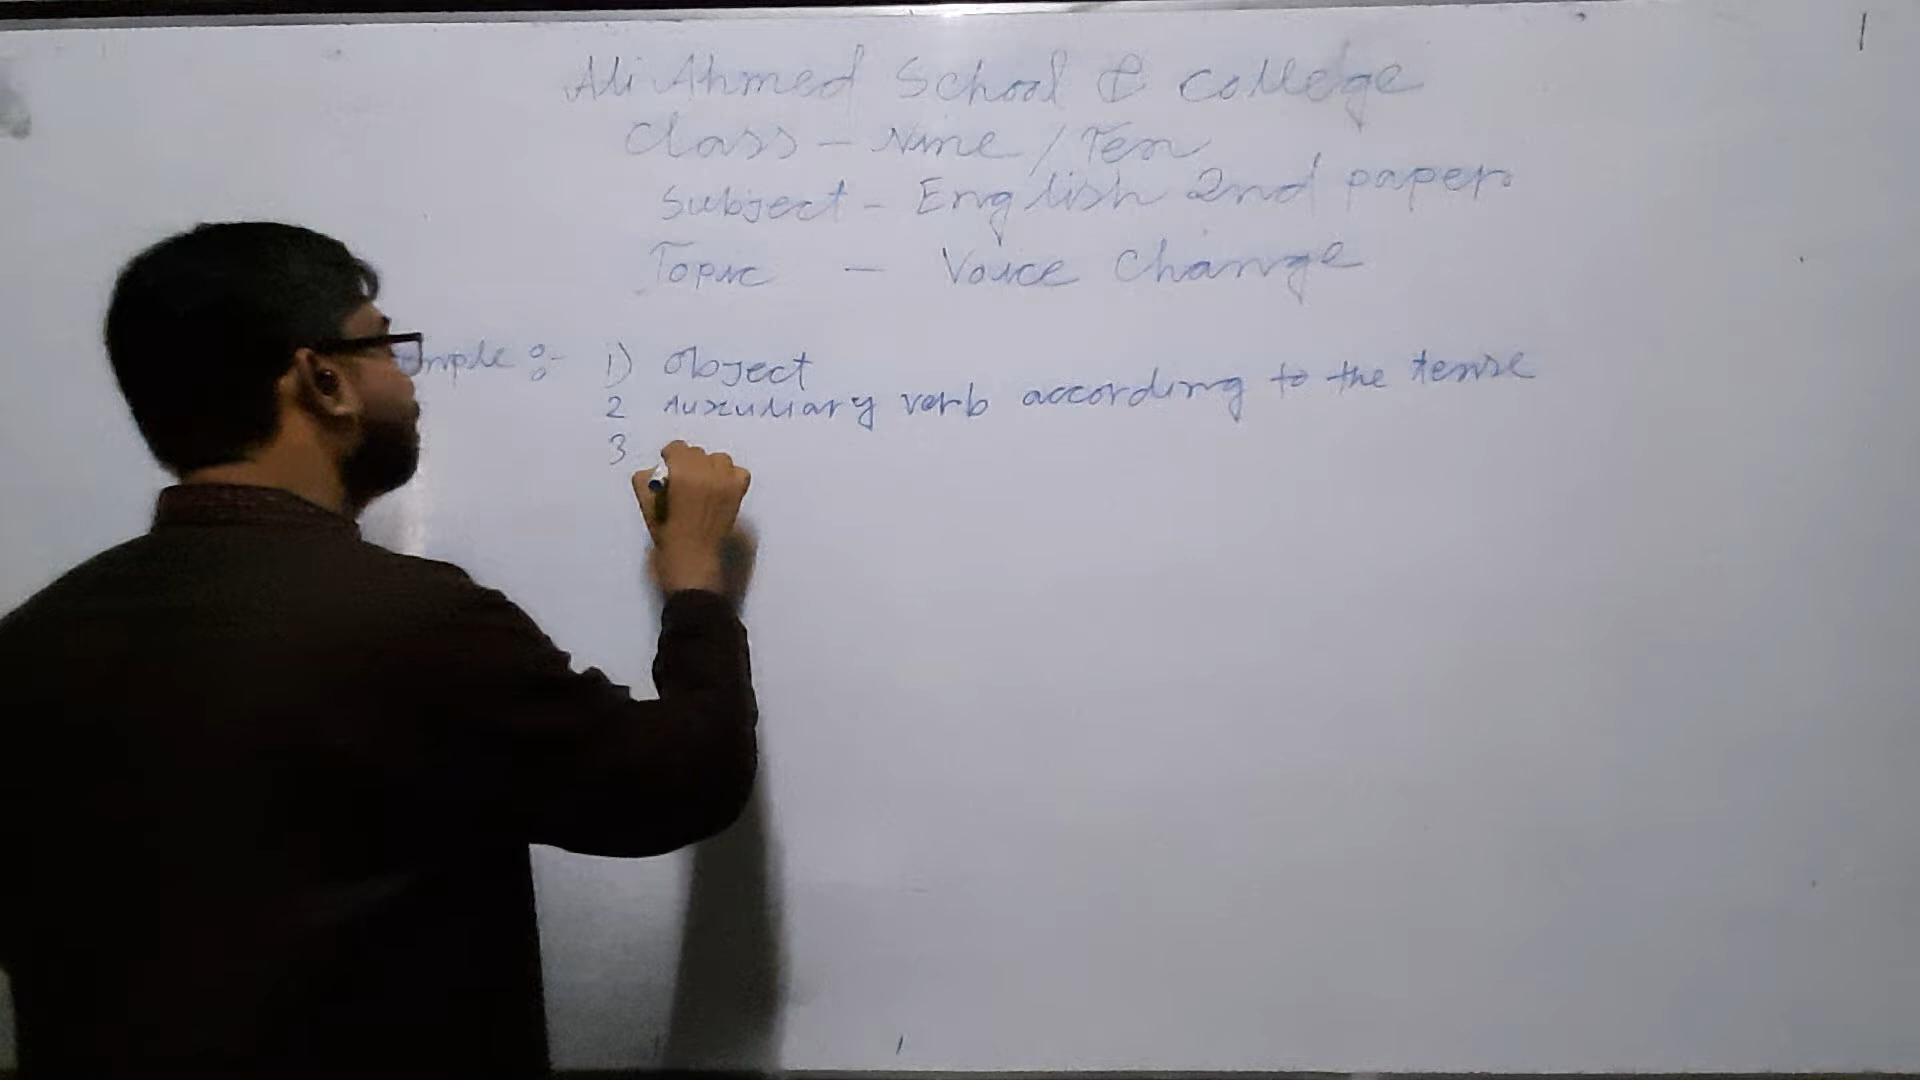 Ali Ahmed School & College
Class - Nine / Ten
Subject - English 2nd paper.
Topic - Voice Change
1) Object
2 Auxiliary verb according to the tense
3